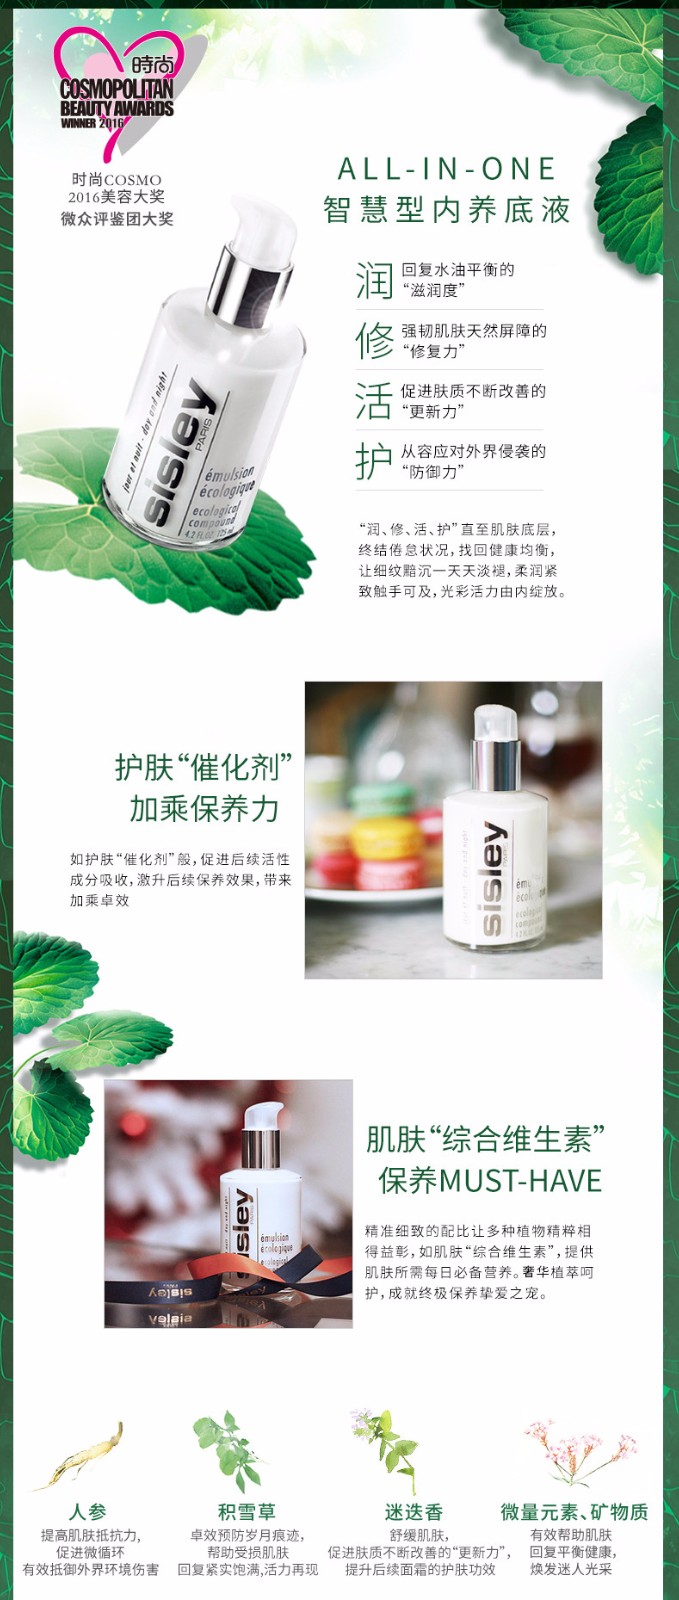 時尚
COSMOPOLITAN
BEAUTY AWARDS
WINNER 2016
时尚COSMO
2016美容大奖
微众评鉴团大奖
ALL-IN-ONE
智慧型内养底液
润 回复水油平衡的
“滋润度”
修 强韧肌肤天然屏障的
“修复力”
活 促进肤质不断改善的
“更新力”
护 从容应对外界侵袭的
“防御力”
jour et nuit - day and night
sisley
PARIS
émulsion
écologique
ecological
compound
4.2 fl.oz. 125 ml
“润、修、活、护”直至肌肤底层，
终结倦怠状况，找回健康均衡，
让细纹黯沉一天天淡褪，柔润紧
致触手可及，光彩活力由内绽放。
护肤“催化剂”
加乘保养力
如护肤“催化剂”般，促进后续活性
成分吸收，激升后续保养效果，带来
加乘卓效
sisley
PARIS
ecological
肌肤“综合维生素”
保养MUST-HAVE
精准细致的配比让多种植物精粹相
得益彰，如肌肤“综合维生素”，提供
肌肤所需每日必备营养。奢华植萃呵
护，成就终极保养挚爱之宠。
sisley
émulsion
écologique
sisley
人参
提高肌肤抵抗力，
促进微循环
有效抵御外界环境伤害
积雪草
卓效预防岁月痕迹，
帮助受损肌肤
回复紧实饱满，活力再现
迷迭香
舒缓肌肤，
促进肤质不断改善的“更新力”，
提升后续面霜的护肤功效
微量元素、矿物质
有效帮助肌肤
回复平衡健康，
焕发迷人光采